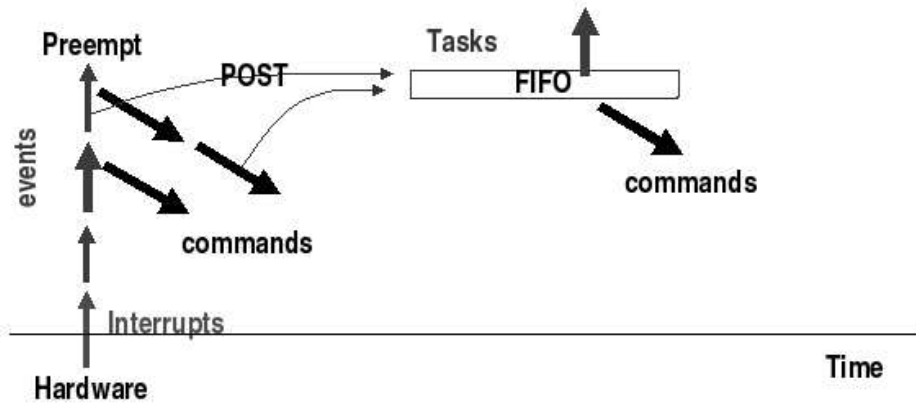 Preempt
Tasks
POST
FIFO
events
commands
commands
Interrupts
Time
Hardware